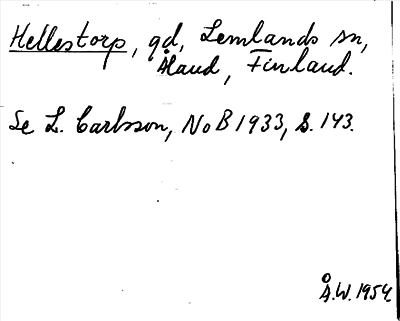 Hellestorp, gd, Lemlands sn,
Åland, Finland.
Se L. Carlsson, NoB 1933, s. 143.
Å.W. 1954.